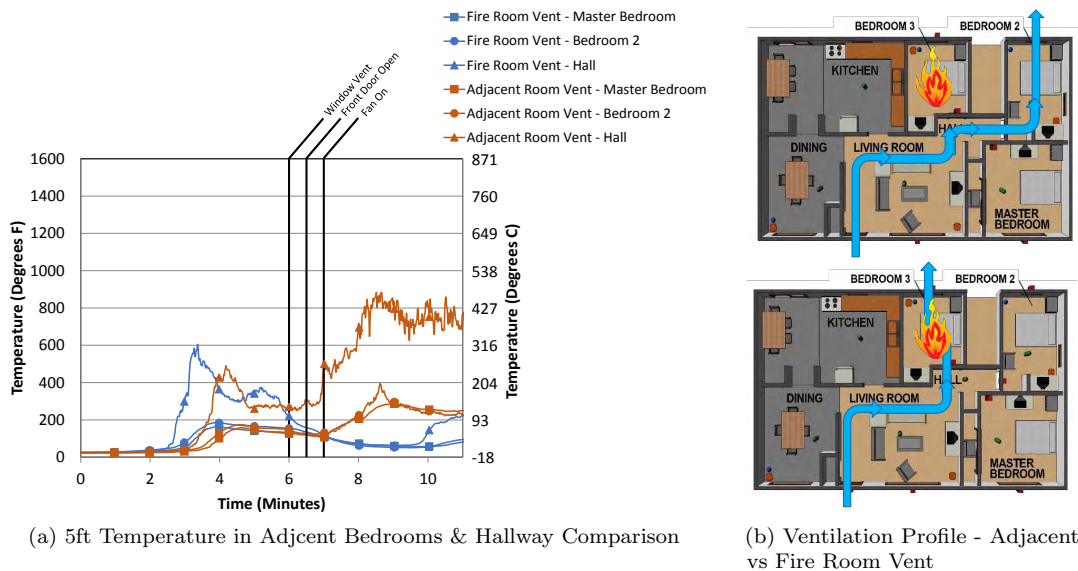 Fire Room Vent - Master Bedroom
Fire Room Vent - Bedroom 2
Fire Room Vent - Hall
Adjacent Room Vent - Master Bedroom
Adjacent Room Vent - Bedroom 2
Adjacent Room Vent - Hall
Window Vent
Front Door Open
Fan On
1600
1400
1200
1000
800
600
400
200
0
Temperature (Degrees F)
871
760
649
538
427
316
204
93
-18
Temperature (Degrees C)
0 2 4 6 8 10
Time (Minutes)
(a) 5ft Temperature in Adjcent Bedrooms & Hallway Comparison
BEDROOM 3 BEDROOM 2
KITCHEN
HALL
DINING LIVING ROOM
MASTER
BEDROOM
BEDROOM 3 BEDROOM 2
KITCHEN
HALL
DINING LIVING ROOM
MASTER
BEDROOM
(b) Ventilation Profile - Adjacent
vs Fire Room Vent